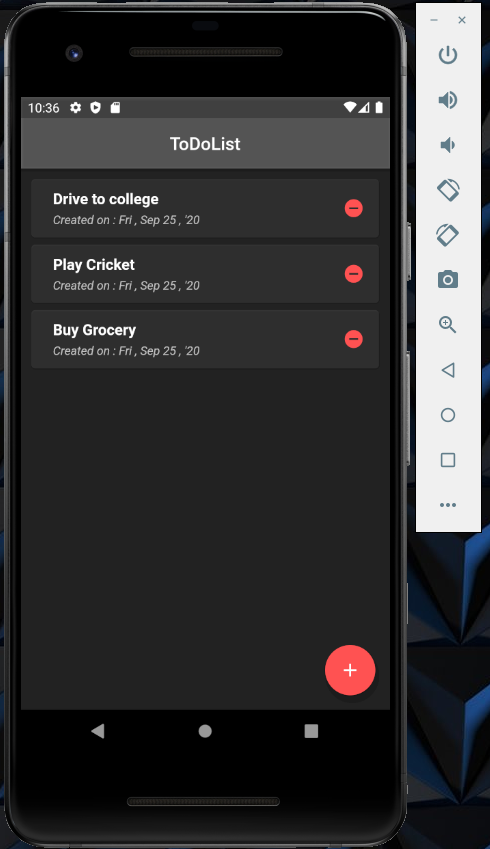 10:36
ToDoList
Drive to college
Created on : Fri , Sep 25 , '20
Play Cricket
Created on : Fri , Sep 25 , '20
Buy Grocery
Created on : Fri , Sep 25 , '20